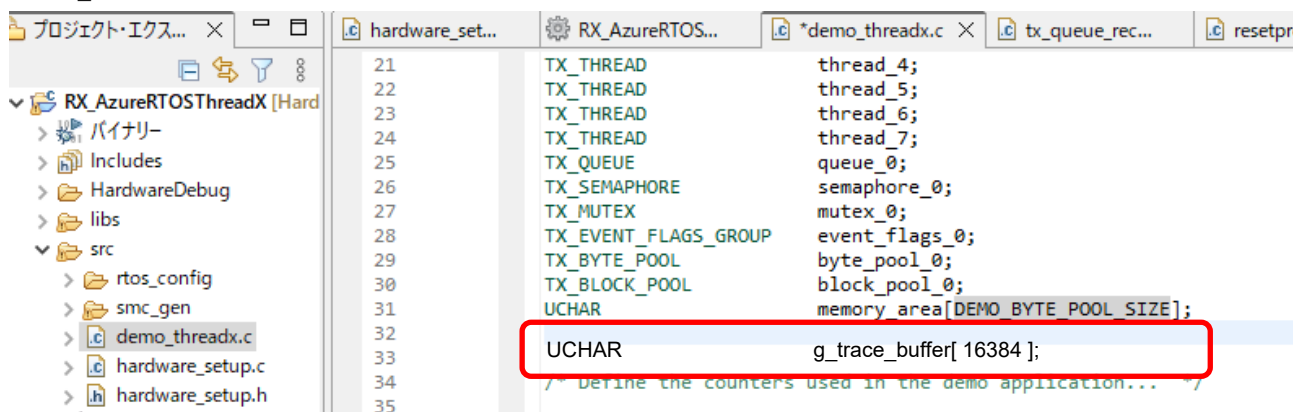 プロジェクト・エクス...
hardware_set...
RX_AzureRTOS...
*demo_threadx.c
tx_queue_rec...
resetpr
RX_AzureRTOSThreadX [Hard
バイナリー
Includes
HardwareDebug
libs
src
rtos_config
smc_gen
demo_threadx.c
hardware_setup.c
hardware_setup.h
21 TX_THREAD thread_4;
22 TX_THREAD thread_5;
23 TX_THREAD thread_6;
24 TX_THREAD thread_7;
25 TX_QUEUE queue_0;
26 TX_SEMAPHORE semaphore_0;
27 TX_MUTEX mutex_0;
28 TX_EVENT_FLAGS_GROUP event_flags_0;
29 TX_BYTE_POOL byte_pool_0;
30 TX_BLOCK_POOL block_pool_0;
31 UCHAR memory_area[DEMO_BYTE_POOL_SIZE];
32
33 UCHAR g_trace_buffer[ 16384 ];
34 /* Define the counters used in the demo application... */
35